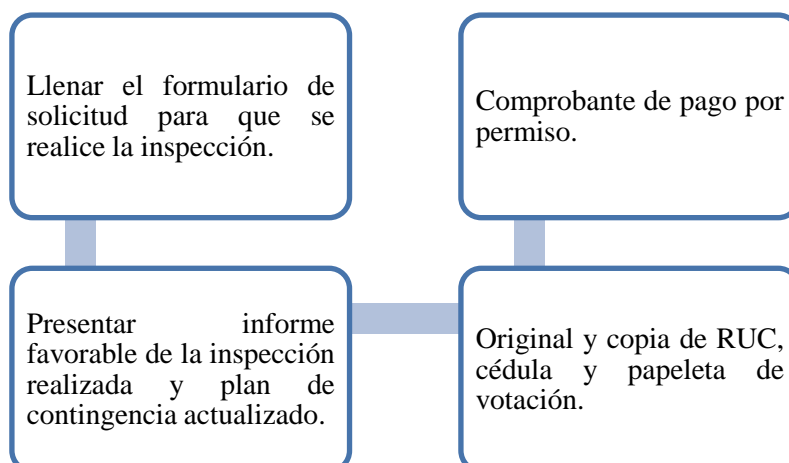 Llenar el formulario de
solicitud para que se
realice la inspección.
Presentar informe
favorable de la inspección
realizada y plan de
contingencia actualizado.
Original y copia de RUC,
cédula y papeleta de
votación.
Comprobante de pago por
permiso.